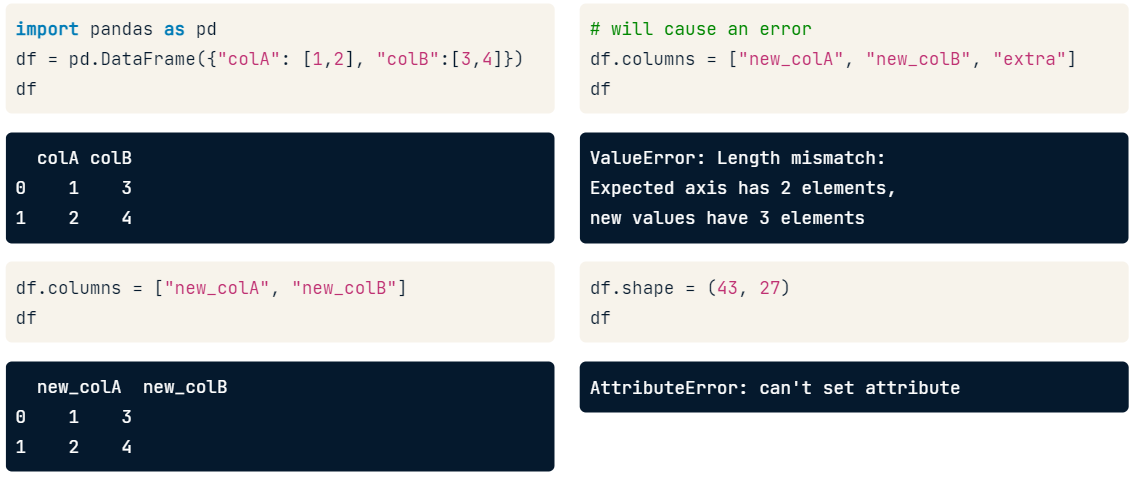 import pandas as pd
df = pd.DataFrame({"colA": [1,2], "colB":[3,4]})
df
  colA colB
0    1    3
1    2    4
df.columns = ["new_colA", "new_colB"]
df
  new_colA  new_colB
0    1    3
1    2    4
# will cause an error
df.columns = ["new_colA", "new_colB", "extra"]
df
ValueError: Length mismatch:
Expected axis has 2 elements,
new values have 3 elements
df.shape = (43, 27)
df
AttributeError: can't set attribute